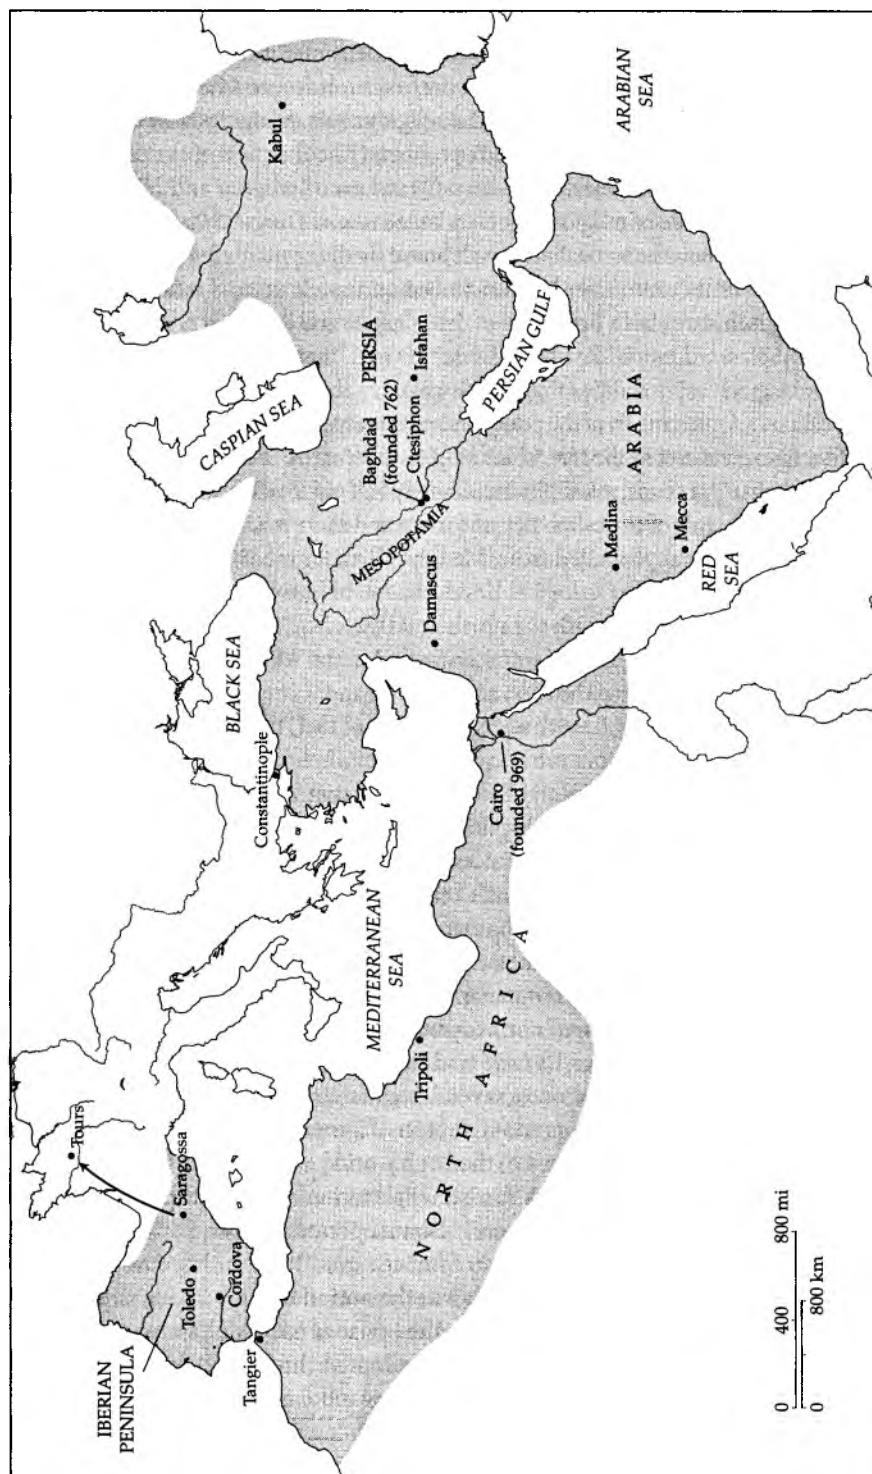 IBERIAN
PENINSULA
Tours
Saragossa
Toledo
Cordova
Tangier
MEDITERRANEAN
SEA
Tripoli
NORTH AFRICA
Constantinople
BLACK SEA
Cairo
(founded 969)
Damascus
MESOPOTAMIA
Baghdad
(founded 762)
Ctesiphon
PERSIA
Isfahan
CASPIAN SEA
PERSIAN GULF
Medina
Mecca
ARABIA
RED
SEA
Kabul
ARABIAN
SEA
0 400 800 mi
0 800 km